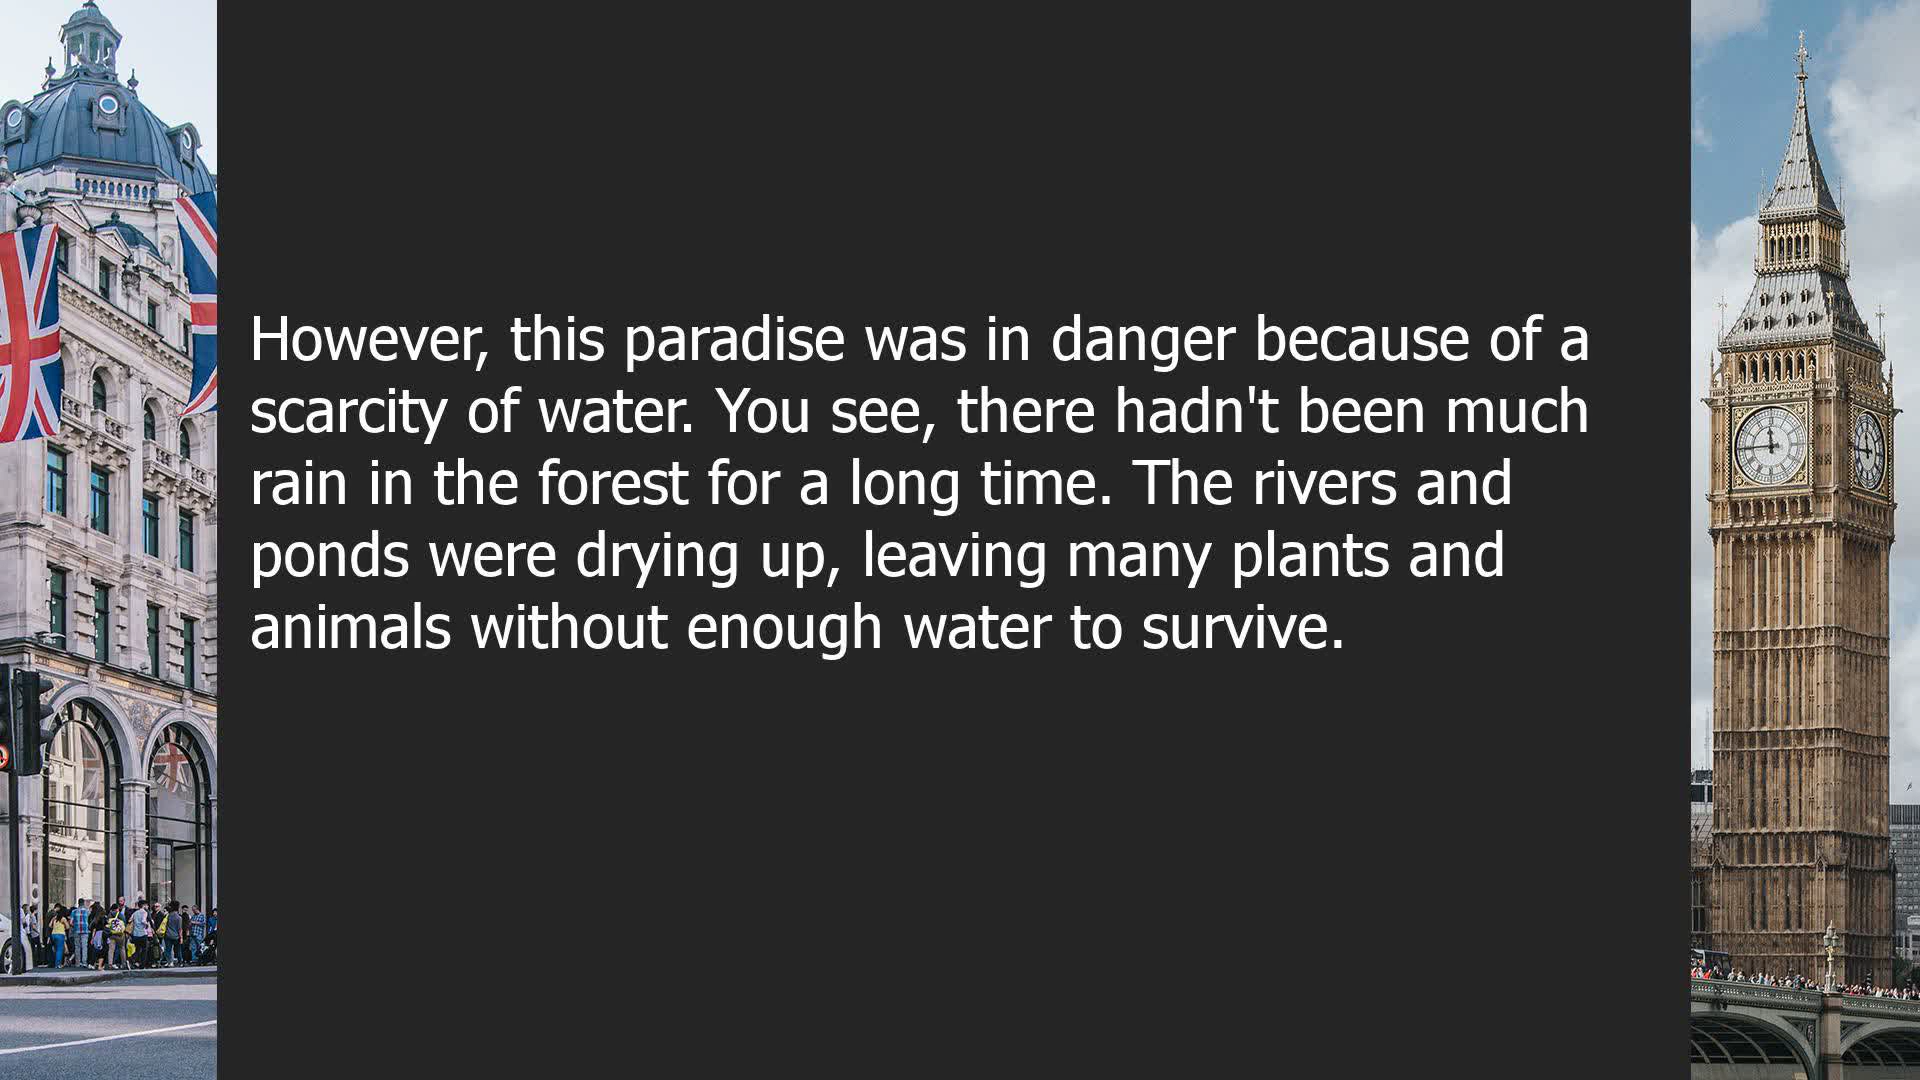 However, this paradise was in danger because of a
scarcity of water. You see, there hadn't been much
rain in the forest for a long time. The rivers and
ponds were drying up, leaving many plants and
animals without enough water to survive.